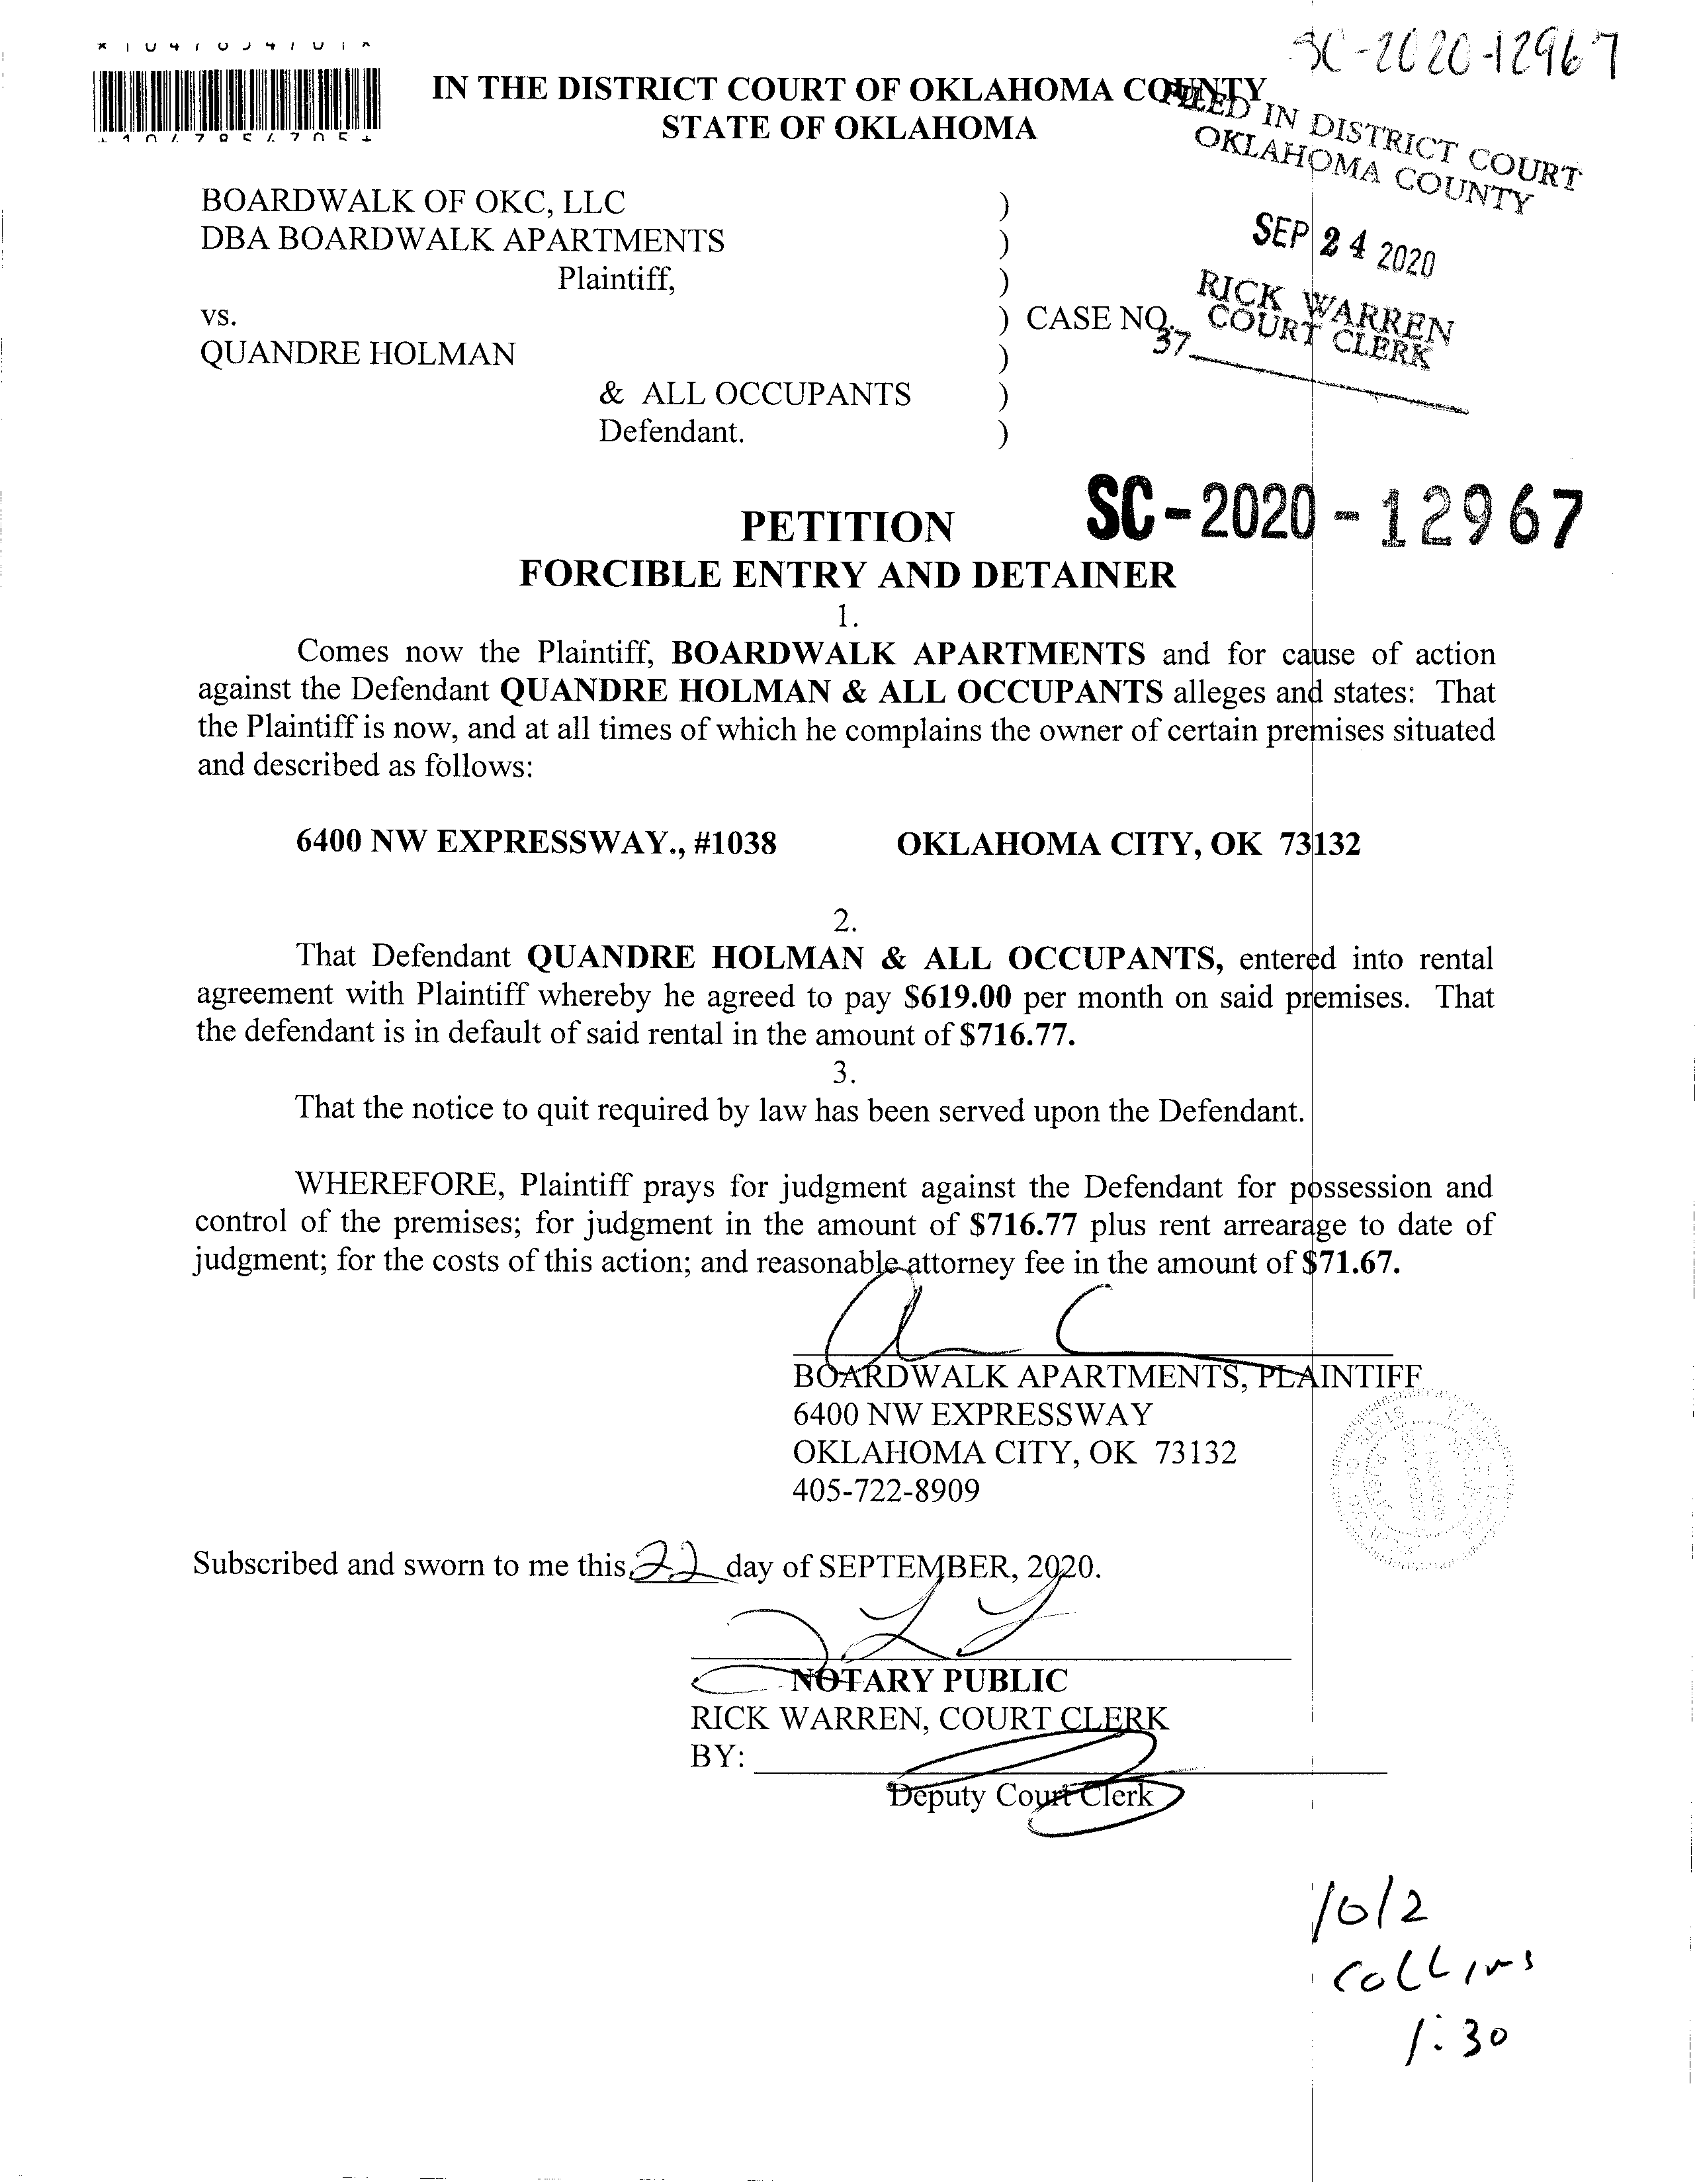 SC-2020-12967
IN THE DISTRICT COURT OF OKLAHOMA COUNTY
STATE OF OKLAHOMA
FILED IN DISTRICT COURT
OKLAHOMA COUNTY
SEP 24 2020
RICK WARREN
COURT CLERK
37
BOARDWALK OF OKC, LLC )
DBA BOARDWALK APARTMENTS )
Plaintiff, )
vs. ) CASE NO.
QUANDRE HOLMAN )
& ALL OCCUPANTS )
Defendant. )
SC-2020-12967
PETITION
FORCIBLE ENTRY AND DETAINER
1.
Comes now the Plaintiff, BOARDWALK APARTMENTS and for cause of action
against the Defendant QUANDRE HOLMAN & ALL OCCUPANTS alleges and states: That
the Plaintiff is now, and at all times of which he complains the owner of certain premises situated
and described as follows:
6400 NW EXPRESSWAY., #1038 OKLAHOMA CITY, OK 73132
2.
That Defendant QUANDRE HOLMAN & ALL OCCUPANTS, entered into rental
agreement with Plaintiff whereby he agreed to pay $619.00 per month on said premises. That
the defendant is in default of said rental in the amount of $716.77.
3.
That the notice to quit required by law has been served upon the Defendant.
WHEREFORE, Plaintiff prays for judgment against the Defendant for possession and
control of the premises; for judgment in the amount of $716.77 plus rent arrearage to date of
judgment; for the costs of this action; and reasonable attorney fee in the amount of $71.67.
BOARDWALK APARTMENTS, PLAINTIFF
6400 NW EXPRESSWAY
OKLAHOMA CITY, OK 73132
405-722-8909
Subscribed and sworn to me this 22 day of SEPTEMBER, 2020.
NOTARY PUBLIC
RICK WARREN, COURT CLERK
BY:
Deputy Court Clerk
10/2
Collins
1:30